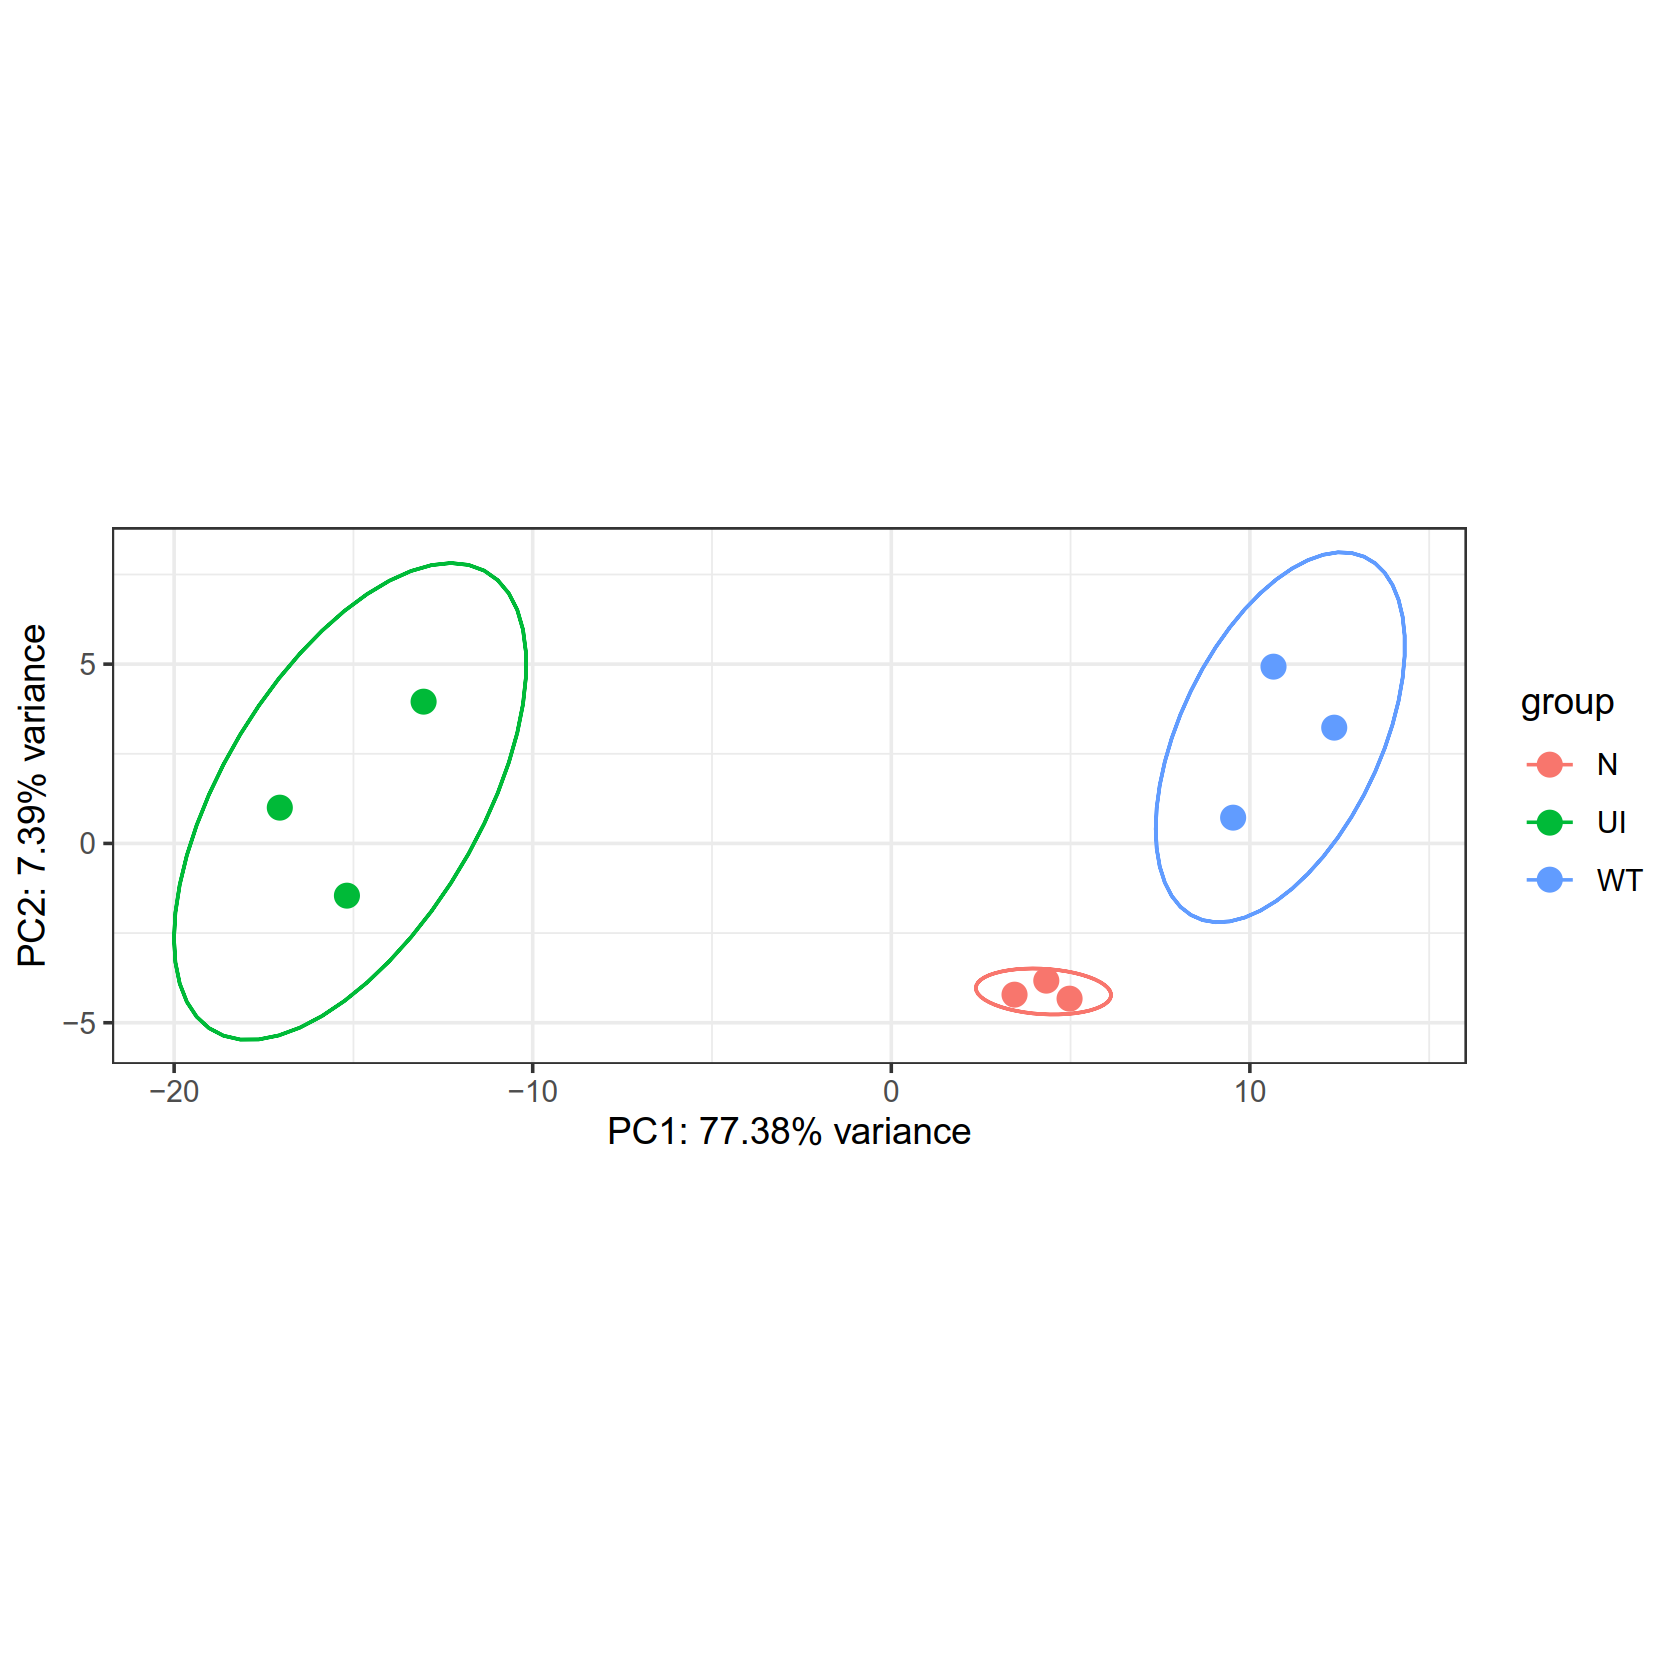 PC2: 7.39% variance
5
0
−5
−20
−10
0
10
PC1: 77.38% variance
group
N
UI
WT